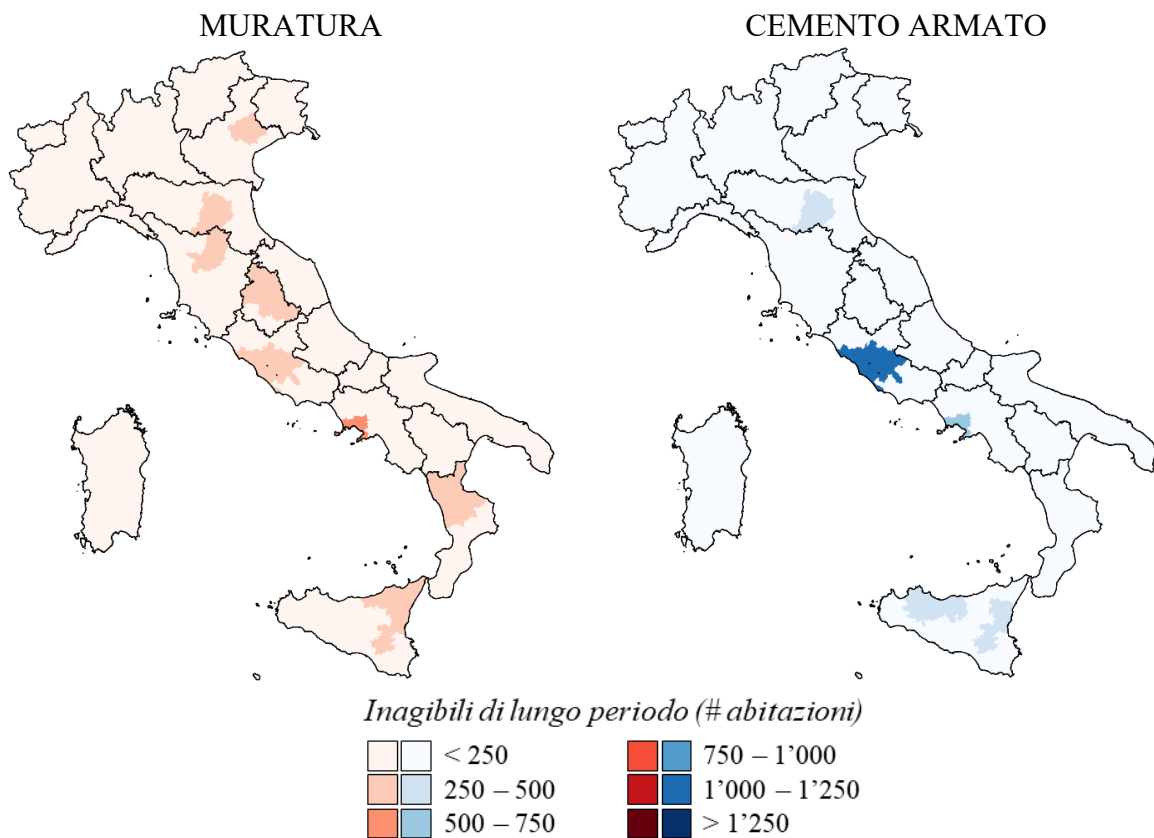 MURATURA
CEMENTO ARMATO
Inagibili di lungo periodo (# abitazioni)
< 250
250 – 500
500 – 750
750 – 1’000
1’000 – 1’250
> 1’250